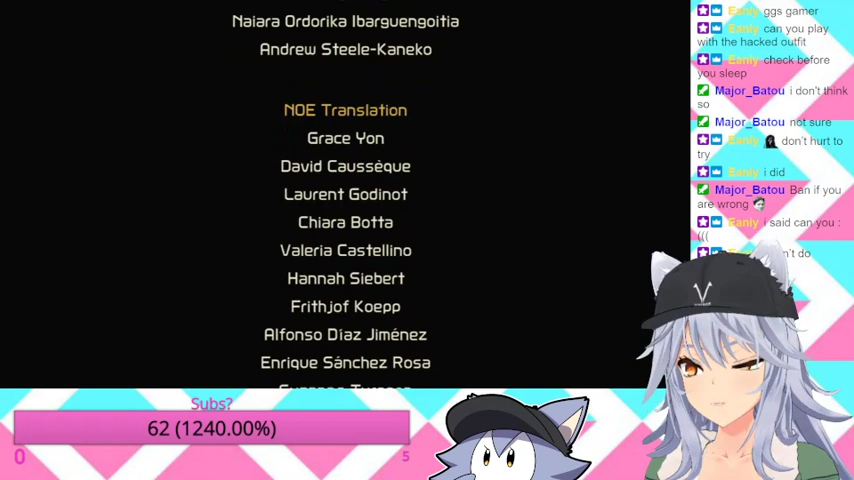 Naiara Ordorika Ibarguengoitia
Andrew Steele-Kaneko
NOE Translation
Grace Yon
David Caussèque
Laurent Godinot
Chiara Botta
Valeria Castellino
Hannah Siebert
Frithjof Koepp
Alfonso Díaz Jiménez
Enrique Sánchez Rosa
Eanly ggs gamer
Eanly can you play
with the hacked outfit
Eanly check before
you sleep
Major_Batou i don't think
so
Major_Batou not sure
Eanly don't hurt to
try
Eanly i did
Major_Batou Ban if you
are wrong
Eanly i said can you :
(((
Subs?
62 (1240.00%)
0
5